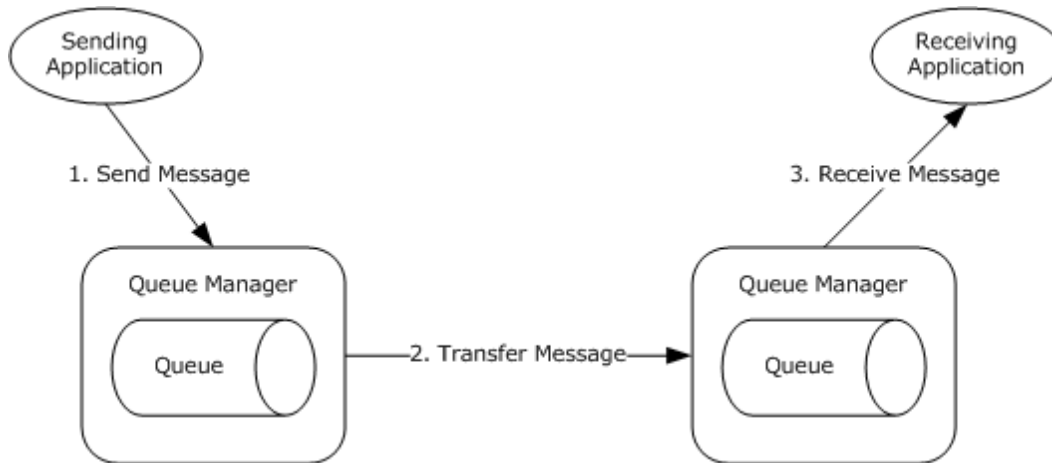 Sending
Application
Receiving
Application
1. Send Message
3. Receive Message
Queue Manager
Queue Manager
Queue
2. Transfer Message
Queue